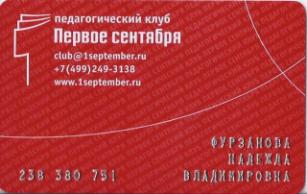 педагогический клуб
Первое сентября
club@1september.ru
+7(499)249-3138
www.1september.ru
ФУРЗАНОВА
НАДЕЖДА
238 380 751
ВЛАДИКИРОВНА